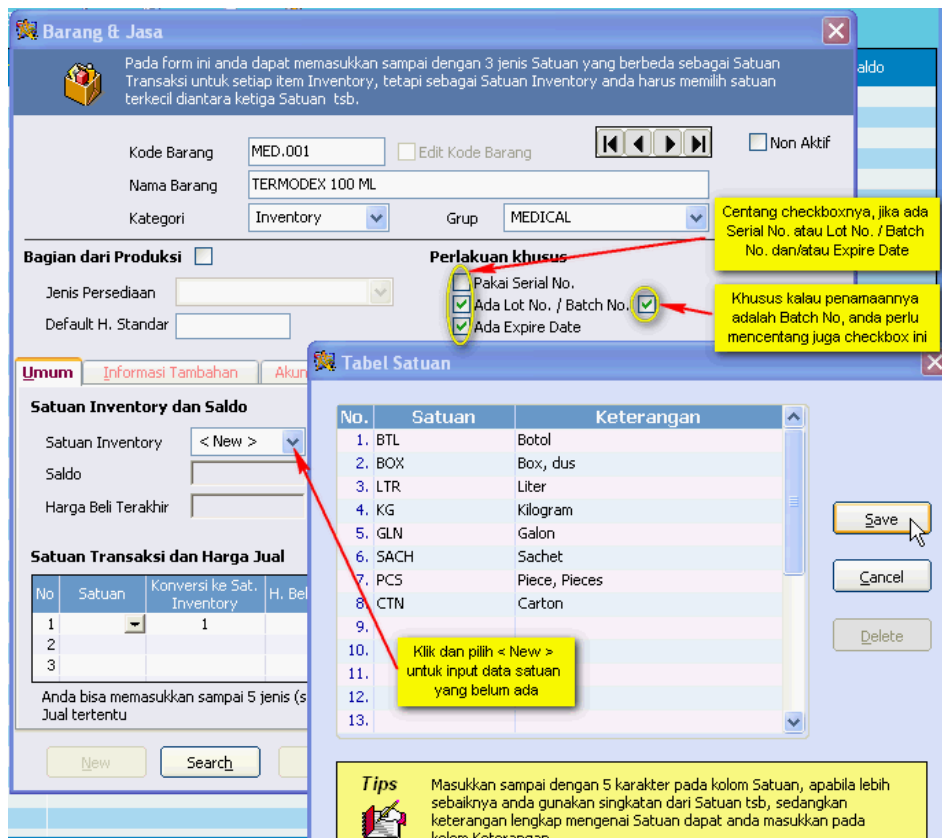 Barang & Jasa
Pada form ini anda dapat memasukkan sampai dengan 3 jenis Satuan yang berbeda sebagai Satuan
Transaksi untuk setiap item Inventory, tetapi sebagai Satuan Inventory anda harus memilih satuan
terkecil diantara ketiga Satuan tsb.
aldo
Kode Barang MED.001 Edit Kode Barang Non Aktif
Nama Barang TERMODEX 100 ML
Kategori Inventory Grup MEDICAL
Centang checkboxnya, jika ada
Serial No. atau Lot No. / Batch
No. dan/atau Expire Date
Bagian dari Produksi Perlakuan khusus
Jenis Persediaan Pakai Serial No.
Ada Lot No. / Batch No.
Default H. Standar Ada Expire Date
Khusus kalau penamaannya
adalah Batch No, anda perlu
mencentang juga checkbox ini
Umum Informasi Tambahan Akun
Satuan Inventory dan Saldo
Satuan Inventory < New >
Saldo
Harga Beli Terakhir
Satuan Transaksi dan Harga Jual
No Satuan Konversi ke Sat. Inventory H. Bel
1 1
2
3
Anda bisa memasukkan sampai 5 jenis (s
Jual tertentu
New Search
Tabel Satuan
No. Satuan Keterangan
1. BTL Botol
2. BOX Box, dus
3. LTR Liter
4. KG Kilogram
5. GLN Galon
6. SACH Sachet
7. PCS Piece, Pieces
8. CTN Carton
9.
10.
11.
12.
13.
Save
Cancel
Delete
Klik dan pilih < New >
untuk input data satuan
yang belum ada
Tips
Masukkan sampai dengan 5 karakter pada kolom Satuan, apabila lebih
sebaiknya anda gunakan singkatan dari Satuan tsb, sedangkan
keterangan lengkap mengenai Satuan dapat anda masukkan pada
kolom Keterangan